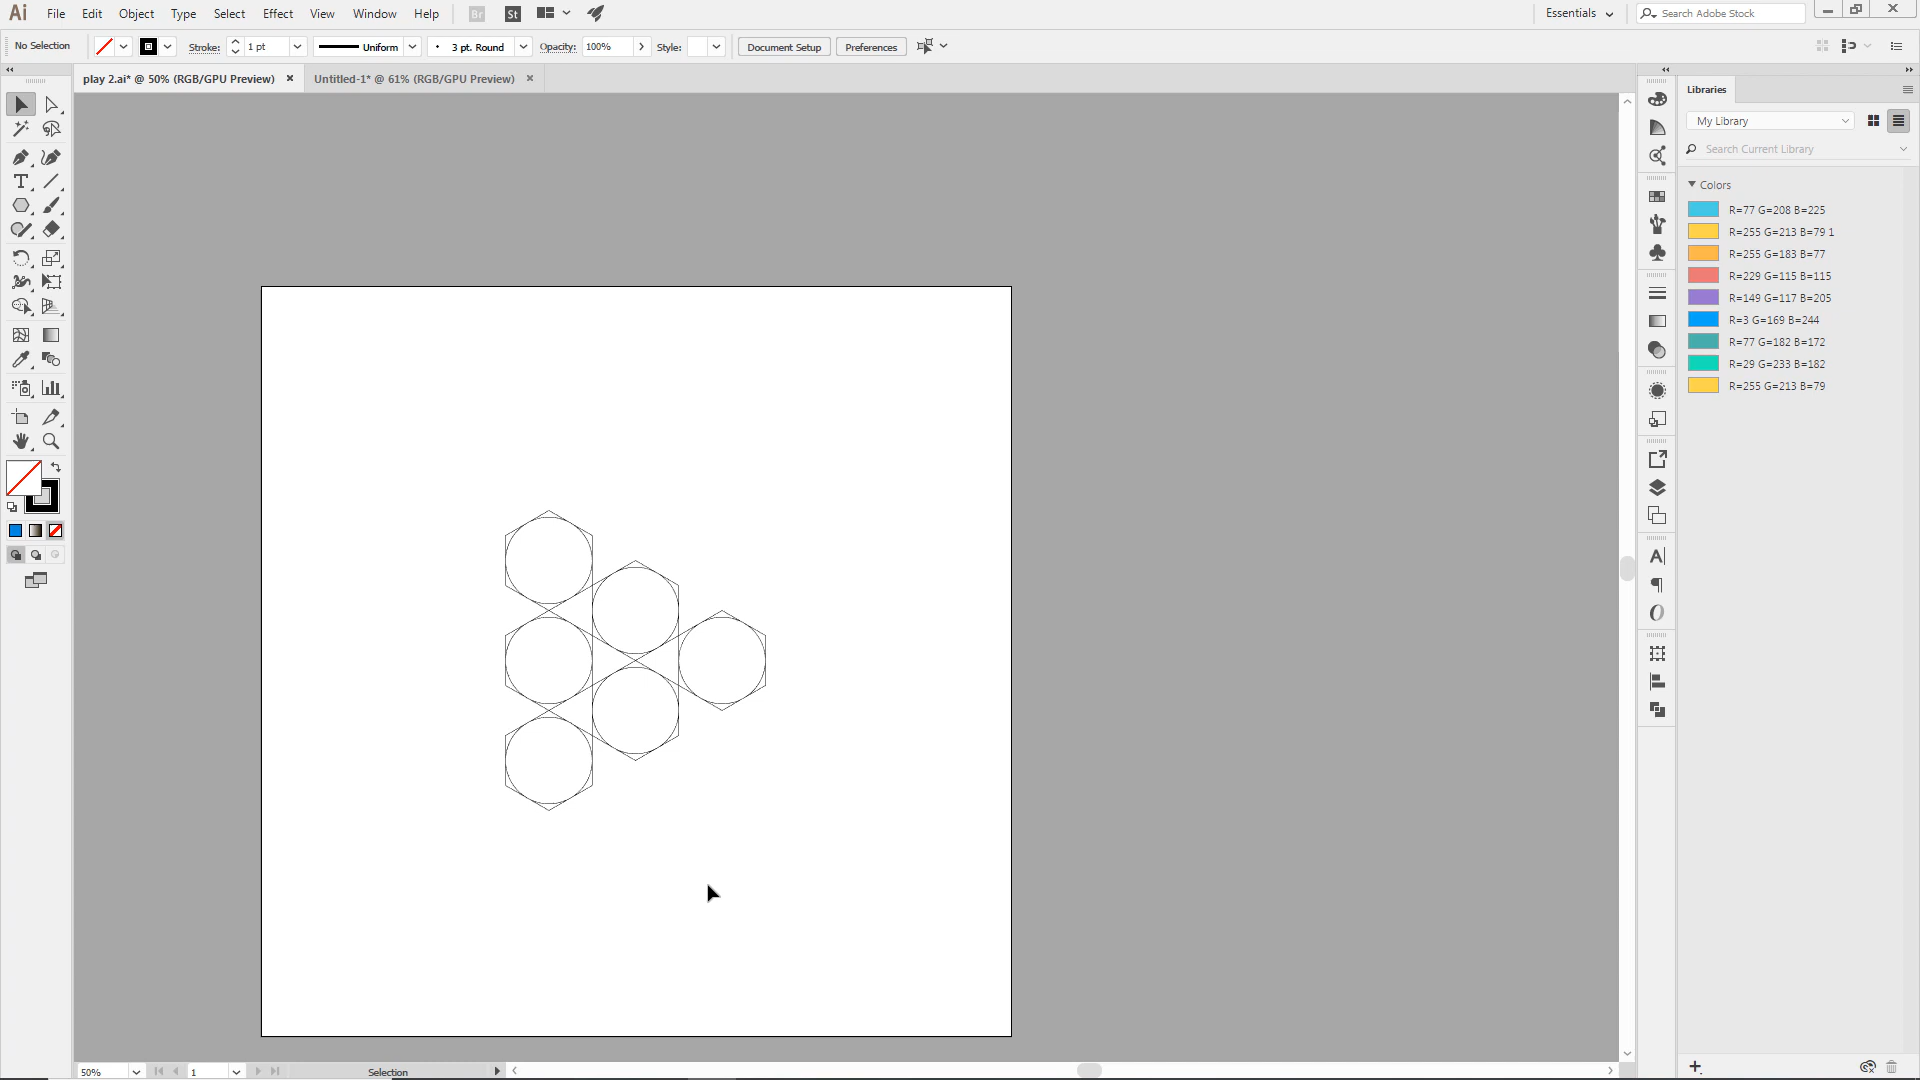 Ai File Edit Object Type Select Effect View Window Help Br St Essentials Search Adobe Stock
No Selection Stroke: 1 pt Uniform 3 pt. Round Opacity: 100% Style: Document Setup Preferences
play 2.ai* @ 50% (RGB/GPU Preview) Untitled-1* @ 61% (RGB/GPU Preview)
Libraries
My Library
Search Current Library
Colors
R=77 G=208 B=225
R=255 G=213 B=79 1
R=255 G=183 B=77
R=229 G=115 B=115
R=149 G=117 B=205
R=3 G=169 B=244
R=77 G=182 B=172
R=29 G=233 B=182
R=255 G=213 B=79
50% 1 Selection